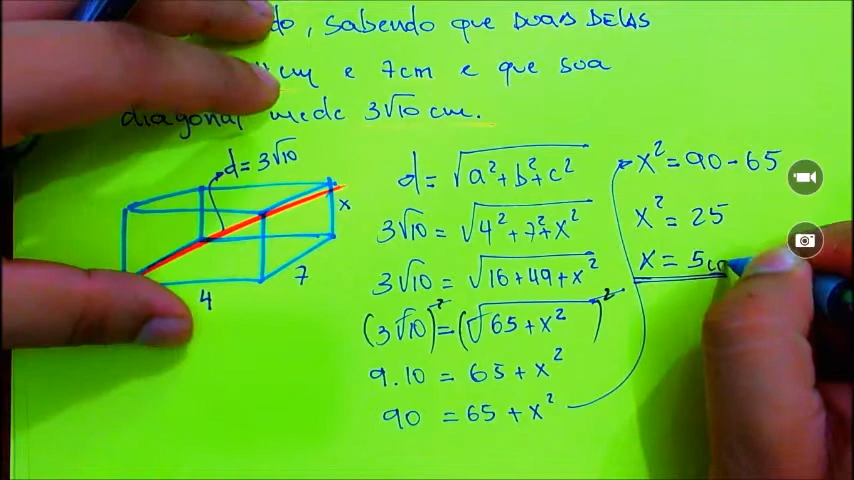 do, sabendo que DUAS DELAS
cm e 7cm e que sua
diagonal mede 3√10 cm.
d = 3√10
x
7
4
d = √a²+b²+c²
3√10 = √4²+7²+x²
3√10 = √16+49+x²
(3√10)² = (√65+x²)²
9.10 = 65+x²
90 = 65+x²
x² = 90-65
x² = 25
x = 5c